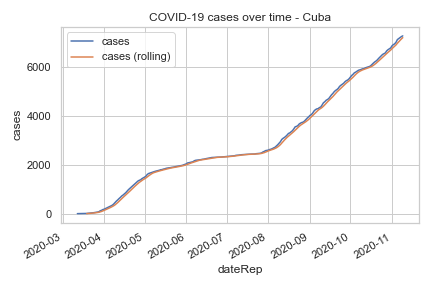 COVID-19 cases over time - Cuba
cases
cases (rolling)
6000
4000
2000
0
cases
2020-03
2020-04
2020-05
2020-06
2020-07
2020-08
2020-09
2020-10
2020-11
dateRep